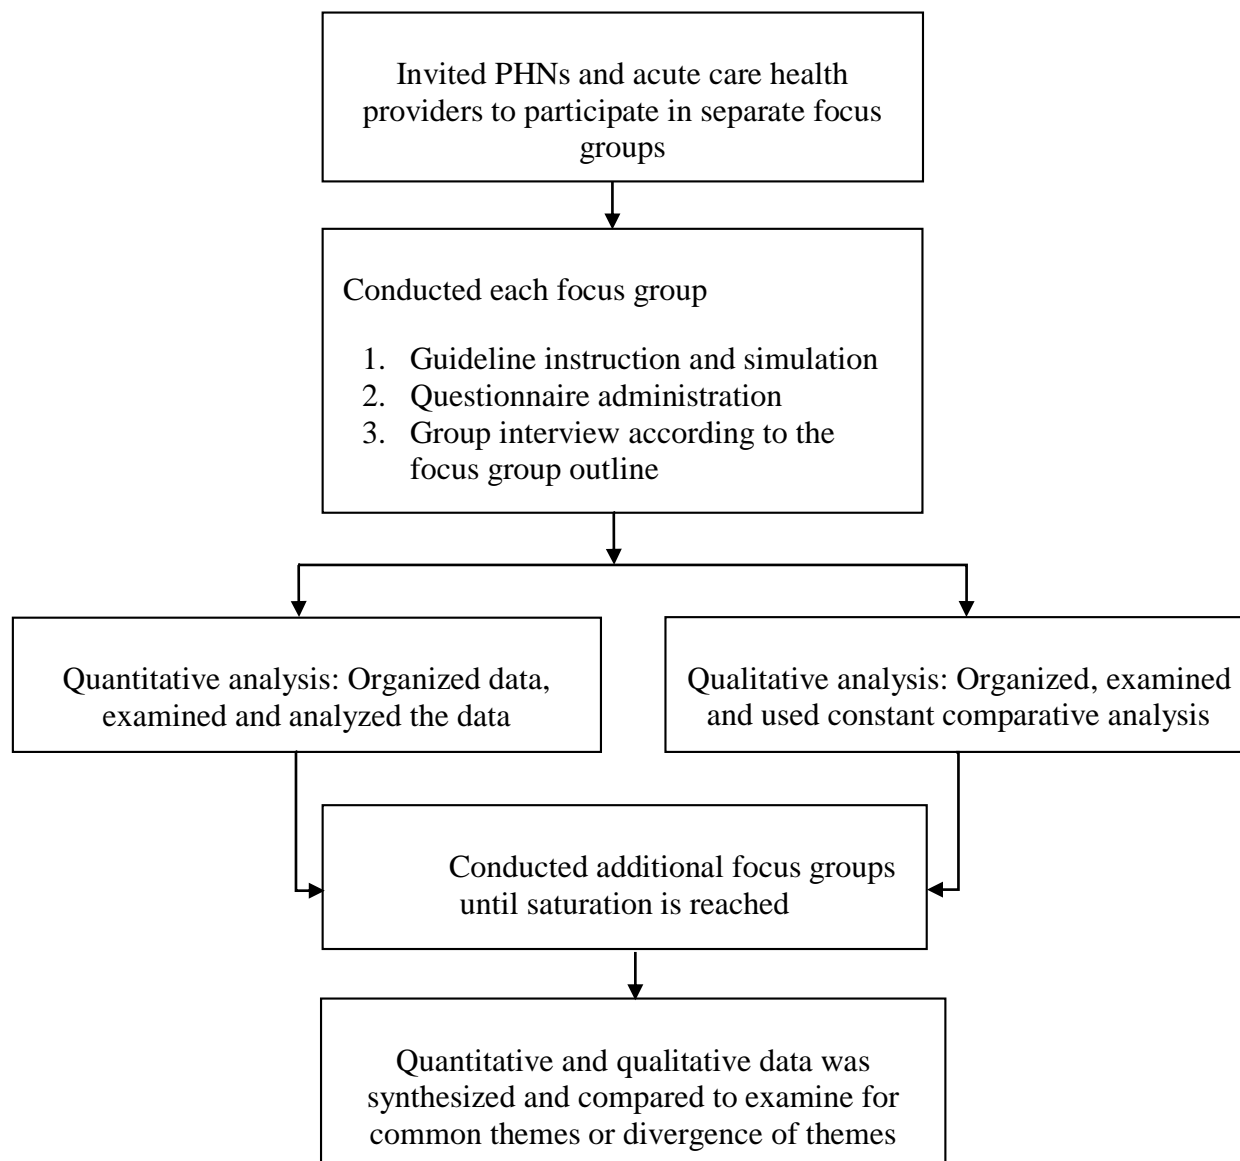 Invited PHNs and acute care health
providers to participate in separate focus
groups
Conducted each focus group
1. Guideline instruction and simulation
2. Questionnaire administration
3. Group interview according to the
focus group outline
Quantitative analysis: Organized data,
examined and analyzed the data
Qualitative analysis: Organized, examined
and used constant comparative analysis
Conducted additional focus groups
until saturation is reached
Quantitative and qualitative data was
synthesized and compared to examine for
common themes or divergence of themes